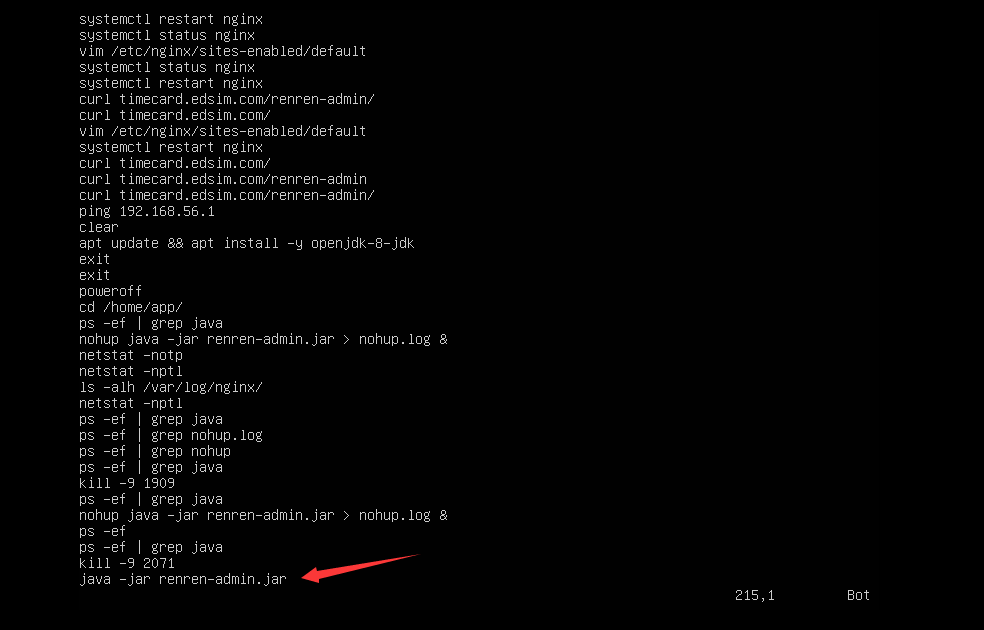 systemctl restart nginx
systemctl status nginx
vim /etc/nginx/sites-enabled/default
systemctl status nginx
systemctl restart nginx
curl timecard.edsim.com/renren-admin/
curl timecard.edsim.com/
vim /etc/nginx/sites-enabled/default
systemctl restart nginx
curl timecard.edsim.com/
curl timecard.edsim.com/renren-admin
curl timecard.edsim.com/renren-admin/
ping 192.168.56.1
clear
apt update && apt install -y openjdk-8-jdk
exit
exit
poweroff
cd /home/app/
ps -ef | grep java
nohup java -jar renren-admin.jar > nohup.log &
netstat -notp
netstat -nptl
ls -alh /var/log/nginx/
netstat -nptl
ps -ef | grep java
ps -ef | grep nohup.log
ps -ef | grep nohup
ps -ef | grep java
kill -9 1909
ps -ef | grep java
nohup java -jar renren-admin.jar > nohup.log &
ps -ef
ps -ef | grep java
kill -9 2071
java -jar renren-admin.jar
215,1 Bot